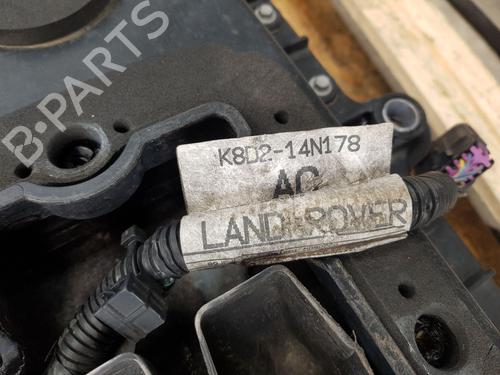 B-PARTS
K8D2-14N178
AC
LAND-ROVER